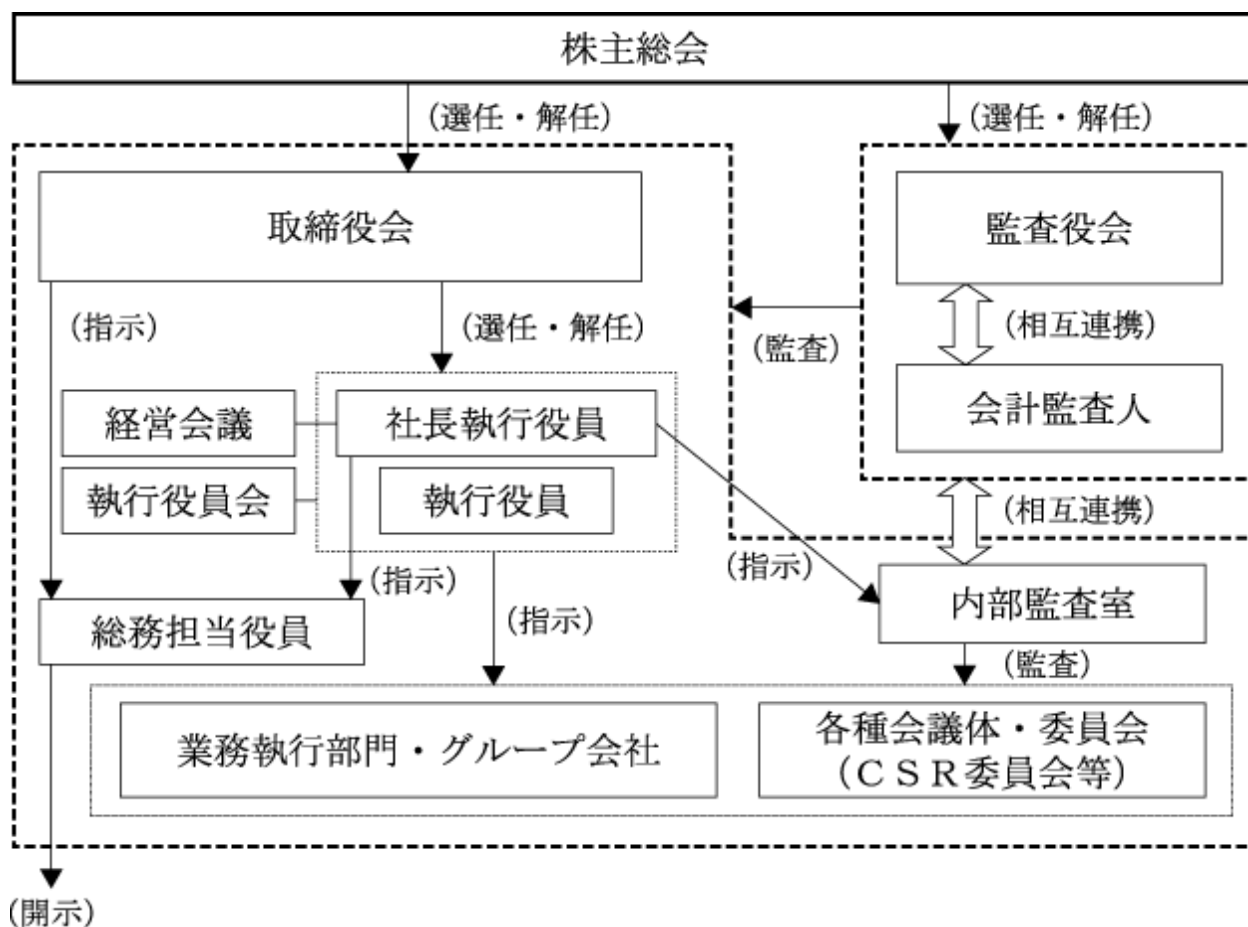 株主総会
(選任・解任)
(選任・解任)
取締役会
監査役会
(指示)
(選任・解任)
(監査)
(相互連携)
経営会議
社長執行役員
会計監査人
執行役員会
執行役員
(相互連携)
(指示)
(指示)
(指示)
内部監査室
総務担当役員
(監査)
業務執行部門・グループ会社
各種会議体・委員会
(ＣＳＲ委員会等)
(開示)